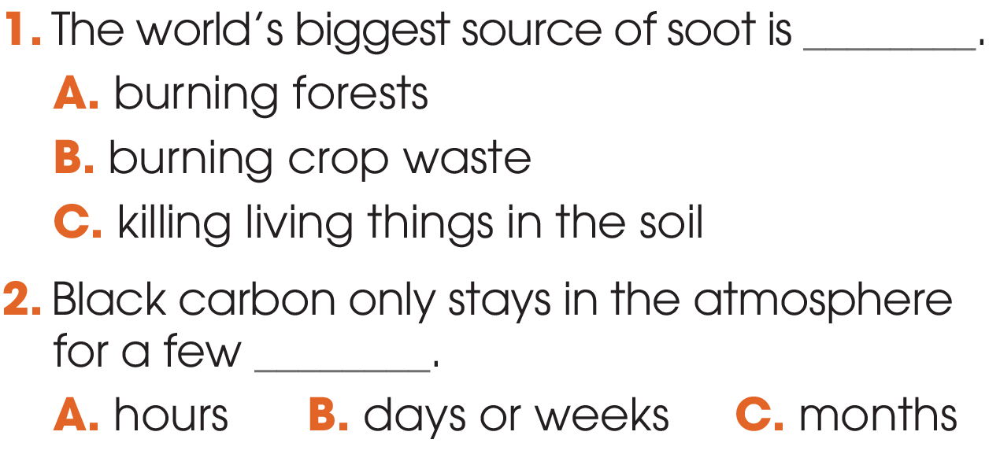 1. The world’s biggest source of soot is ________.
A. burning forests
B. burning crop waste
C. killing living things in the soil
2. Black carbon only stays in the atmosphere
for a few ________.
A. hours B. days or weeks C. months